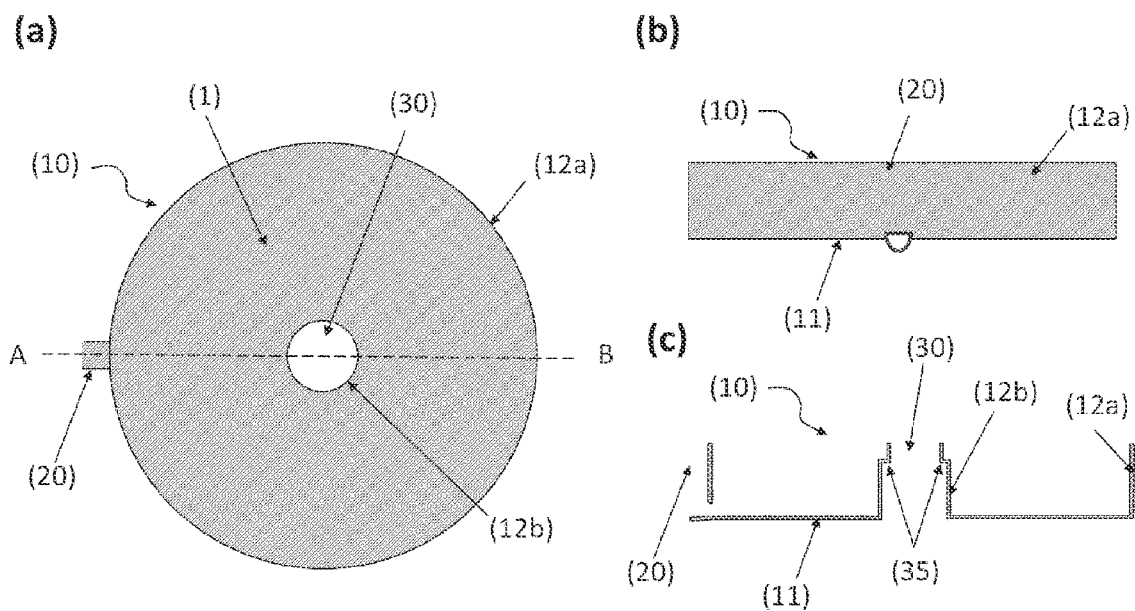 (a)
(1)
(30)
(10)
(12a)
A
B
(20)
(12b)
(b)
(20)
(10)
(12a)
(11)
(c)
(30)
(10)
(12b)
(12a)
(20)
(11)
(35)